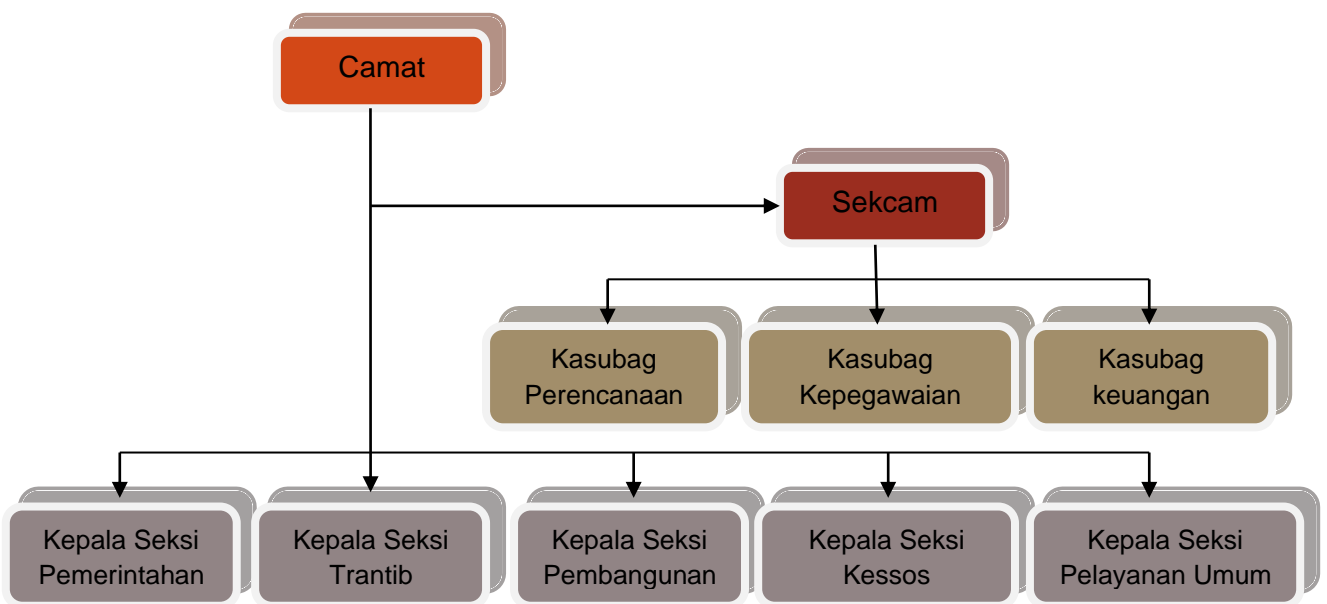 Camat
Sekcam
Kasubag
Perencanaan
Kasubag
Kepegawaian
Kasubag
keuangan
Kepala Seksi
Pemerintahan
Kepala Seksi
Trantib
Kepala Seksi
Pembangunan
Kepala Seksi
Kessos
Kepala Seksi
Pelayanan Umum